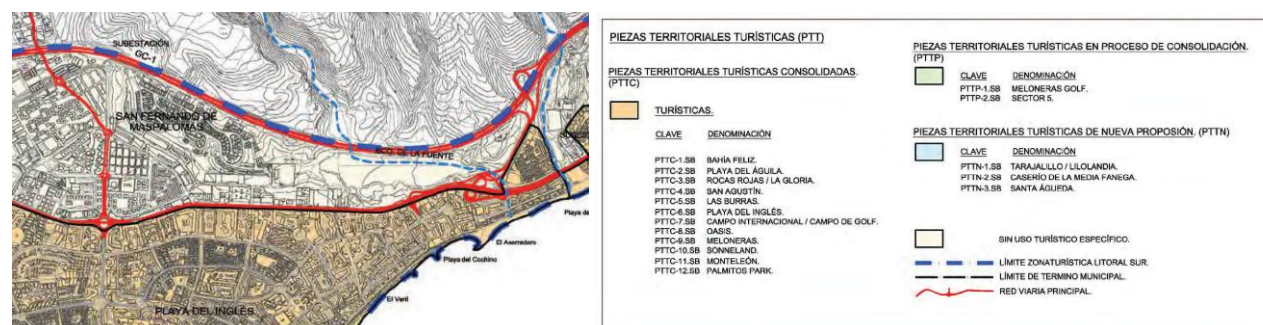 SUBESTACIÓN
GC-1
SAN FERNANDO DE
MASPALOMAS
BCO. DE LA FUENTE
Playa de
El Aserradero
Playa del Cochino
El Veril
PLAYA DEL INGLÉS
PIEZAS TERRITORIALES TURÍSTICAS (PTT)
PIEZAS TERRITORIALES TURÍSTICAS CONSOLIDADAS.
(PTTC)
TURÍSTICAS.
CLAVE DENOMINACIÓN
PTTC-1.SB BAHÍA FELIZ.
PTTC-2.SB PLAYA DEL ÁGUILA.
PTTC-3.SB ROCAS ROJAS / LA GLORIA.
PTTC-4.SB SAN AGUSTÍN.
PTTC-5.SB LAS BURRAS.
PTTC-6.SB PLAYA DEL INGLÉS.
PTTC-7.SB CAMPO INTERNACIONAL / CAMPO DE GOLF.
PTTC-8.SB OASIS.
PTTC-9.SB MELONERAS.
PTTC-10.SB SONNELAND.
PTTC-11.SB MONTELEÓN.
PTTC-12.SB PALMITOS PARK.
PIEZAS TERRITORIALES TURÍSTICAS EN PROCESO DE CONSOLIDACIÓN.
(PTTP)
CLAVE DENOMINACIÓN
PTTP-1.SB MELONERAS GOLF.
PTTP-2.SB SECTOR 5.
PIEZAS TERRITORIALES TURÍSTICAS DE NUEVA PROPOSIÓN. (PTTN)
CLAVE DENOMINACIÓN
PTTN-1.SB TARAJALILLO / LILOLANDIA.
PTTN-2.SB CASERÍO DE LA MEDIA FANEGA.
PTTN-3.SB SANTA ÁGUEDA.
SIN USO TURÍSTICO ESPECÍFICO.
LÍMITE ZONATURÍSTICA LITORAL SUR.
LÍMITE DE TERMINO MUNICIPAL.
RED VIARIA PRINCIPAL.